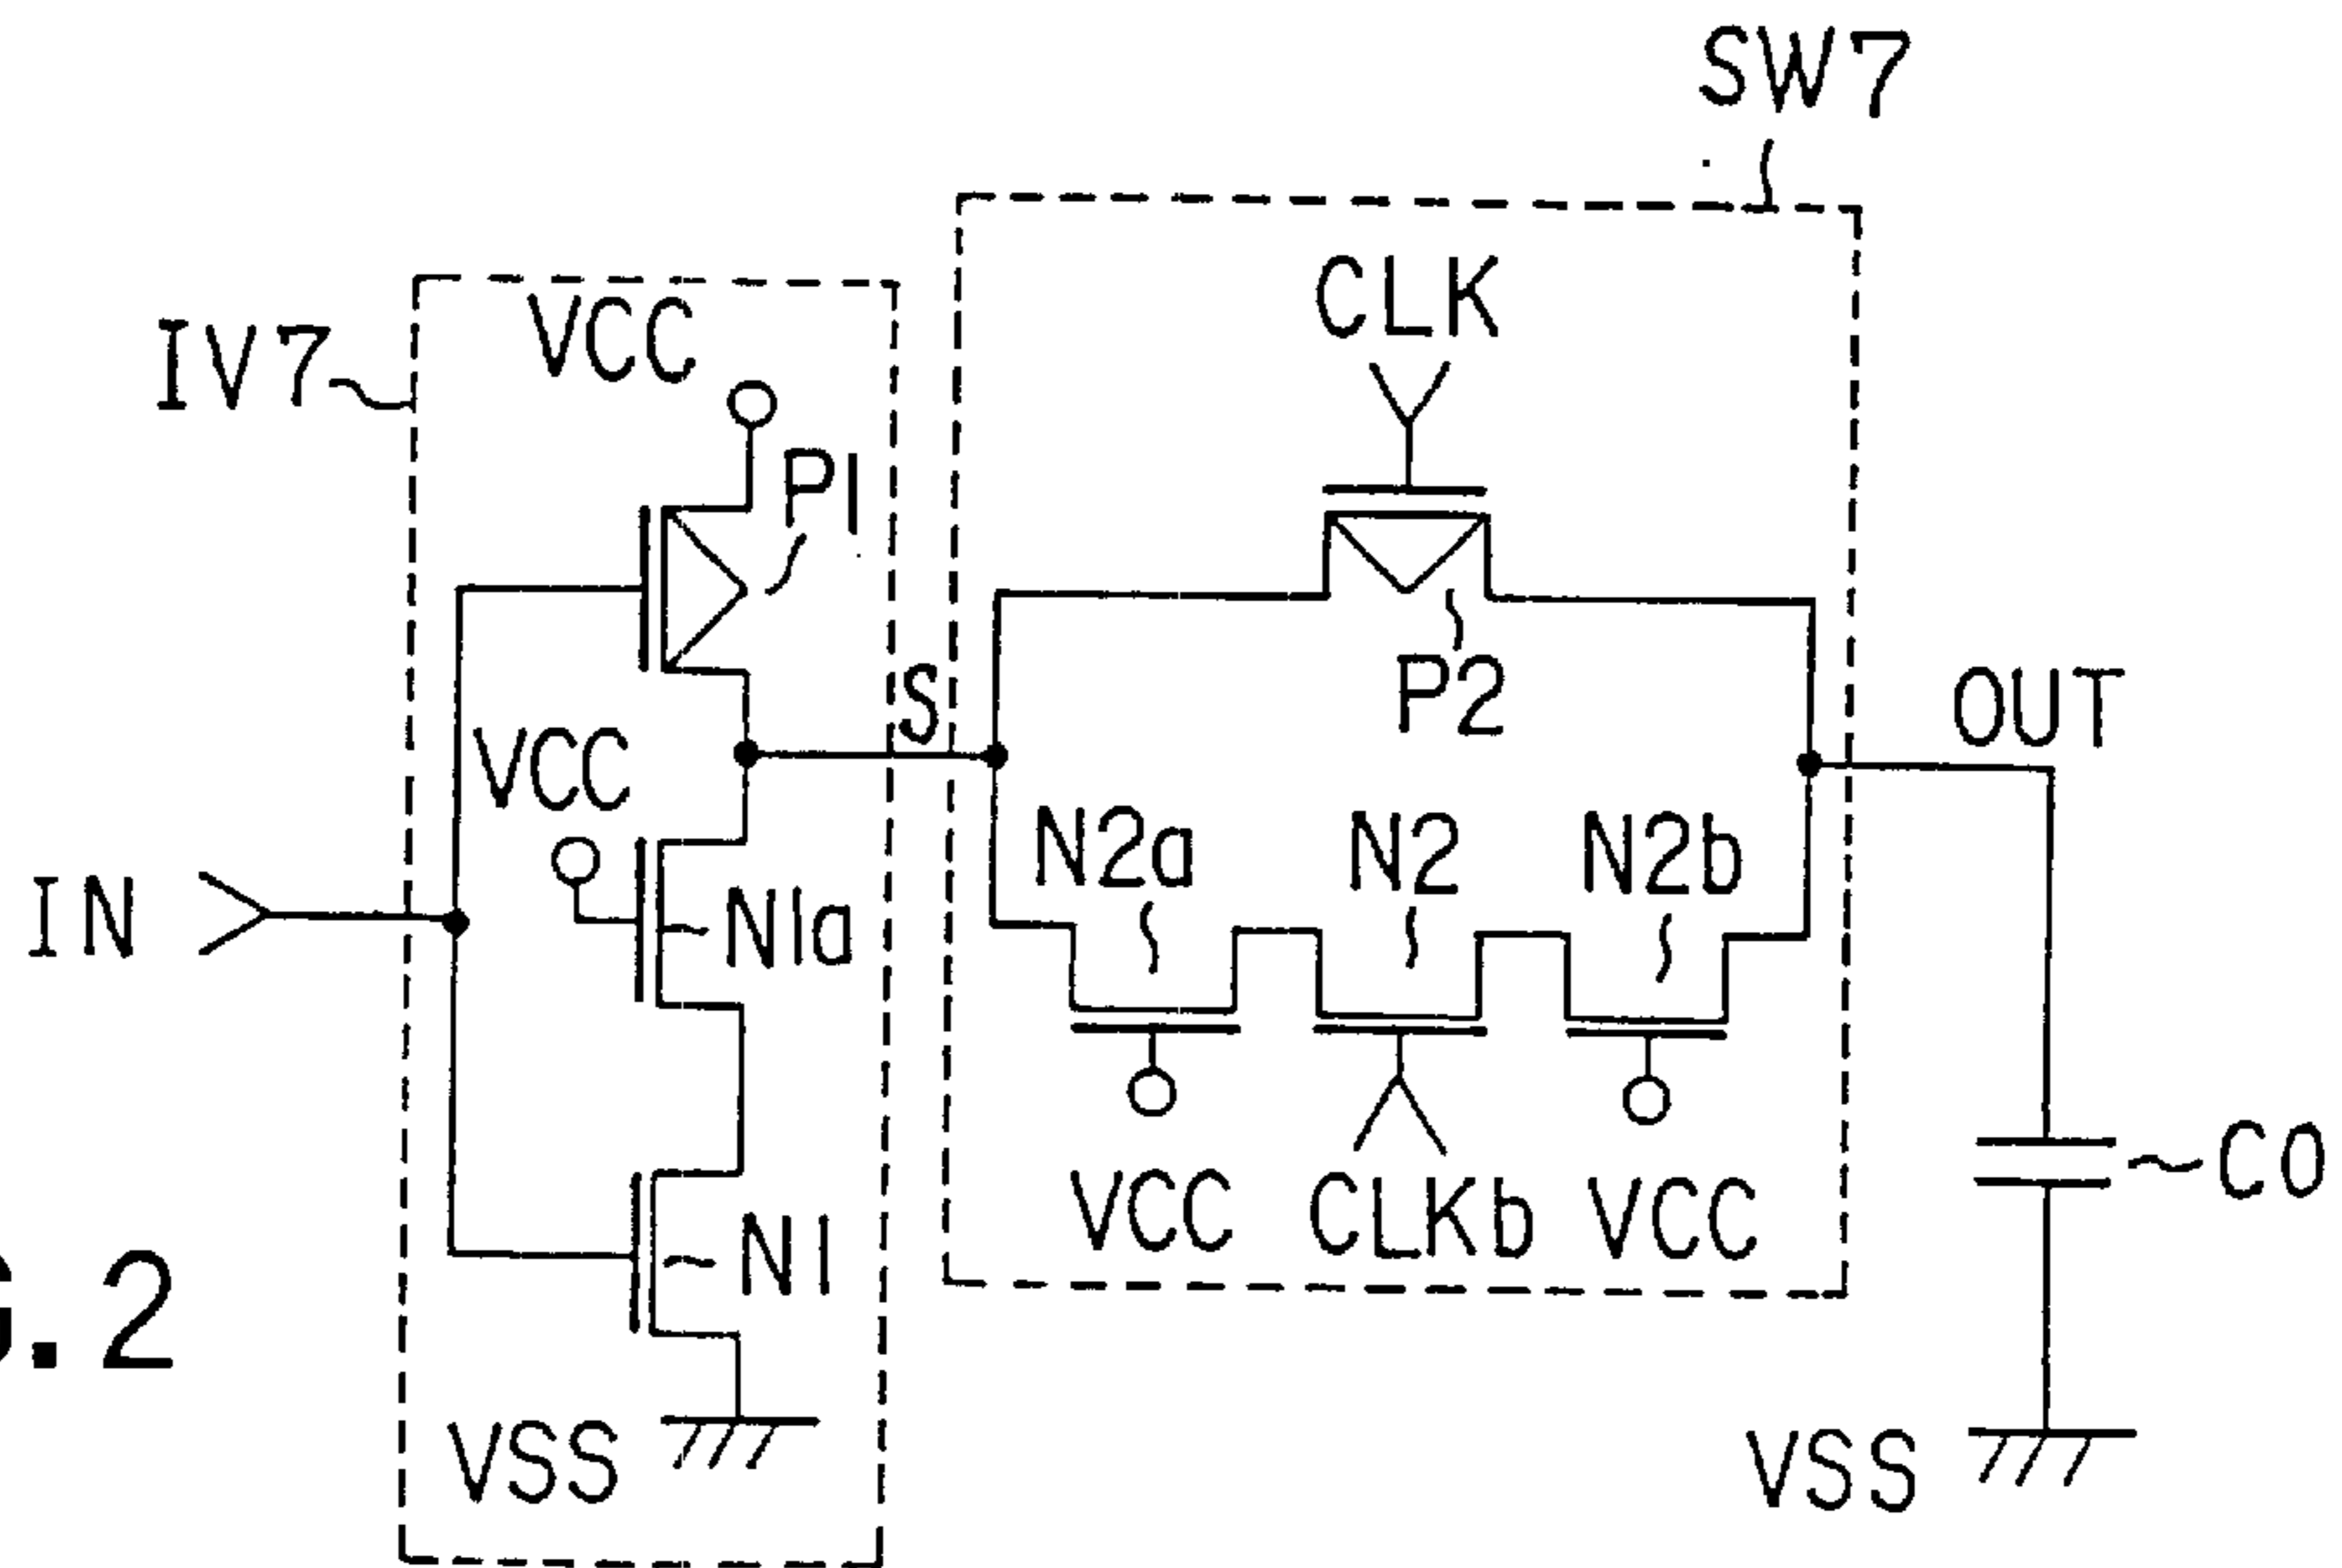 SW7
CLK
IV7
VCC
P1
P2
S
OUT
VCC
N2a
N2
N2b
N1a
IN
C0
VCC
CLKb
VCC
N1
G.2
VSS
VSS